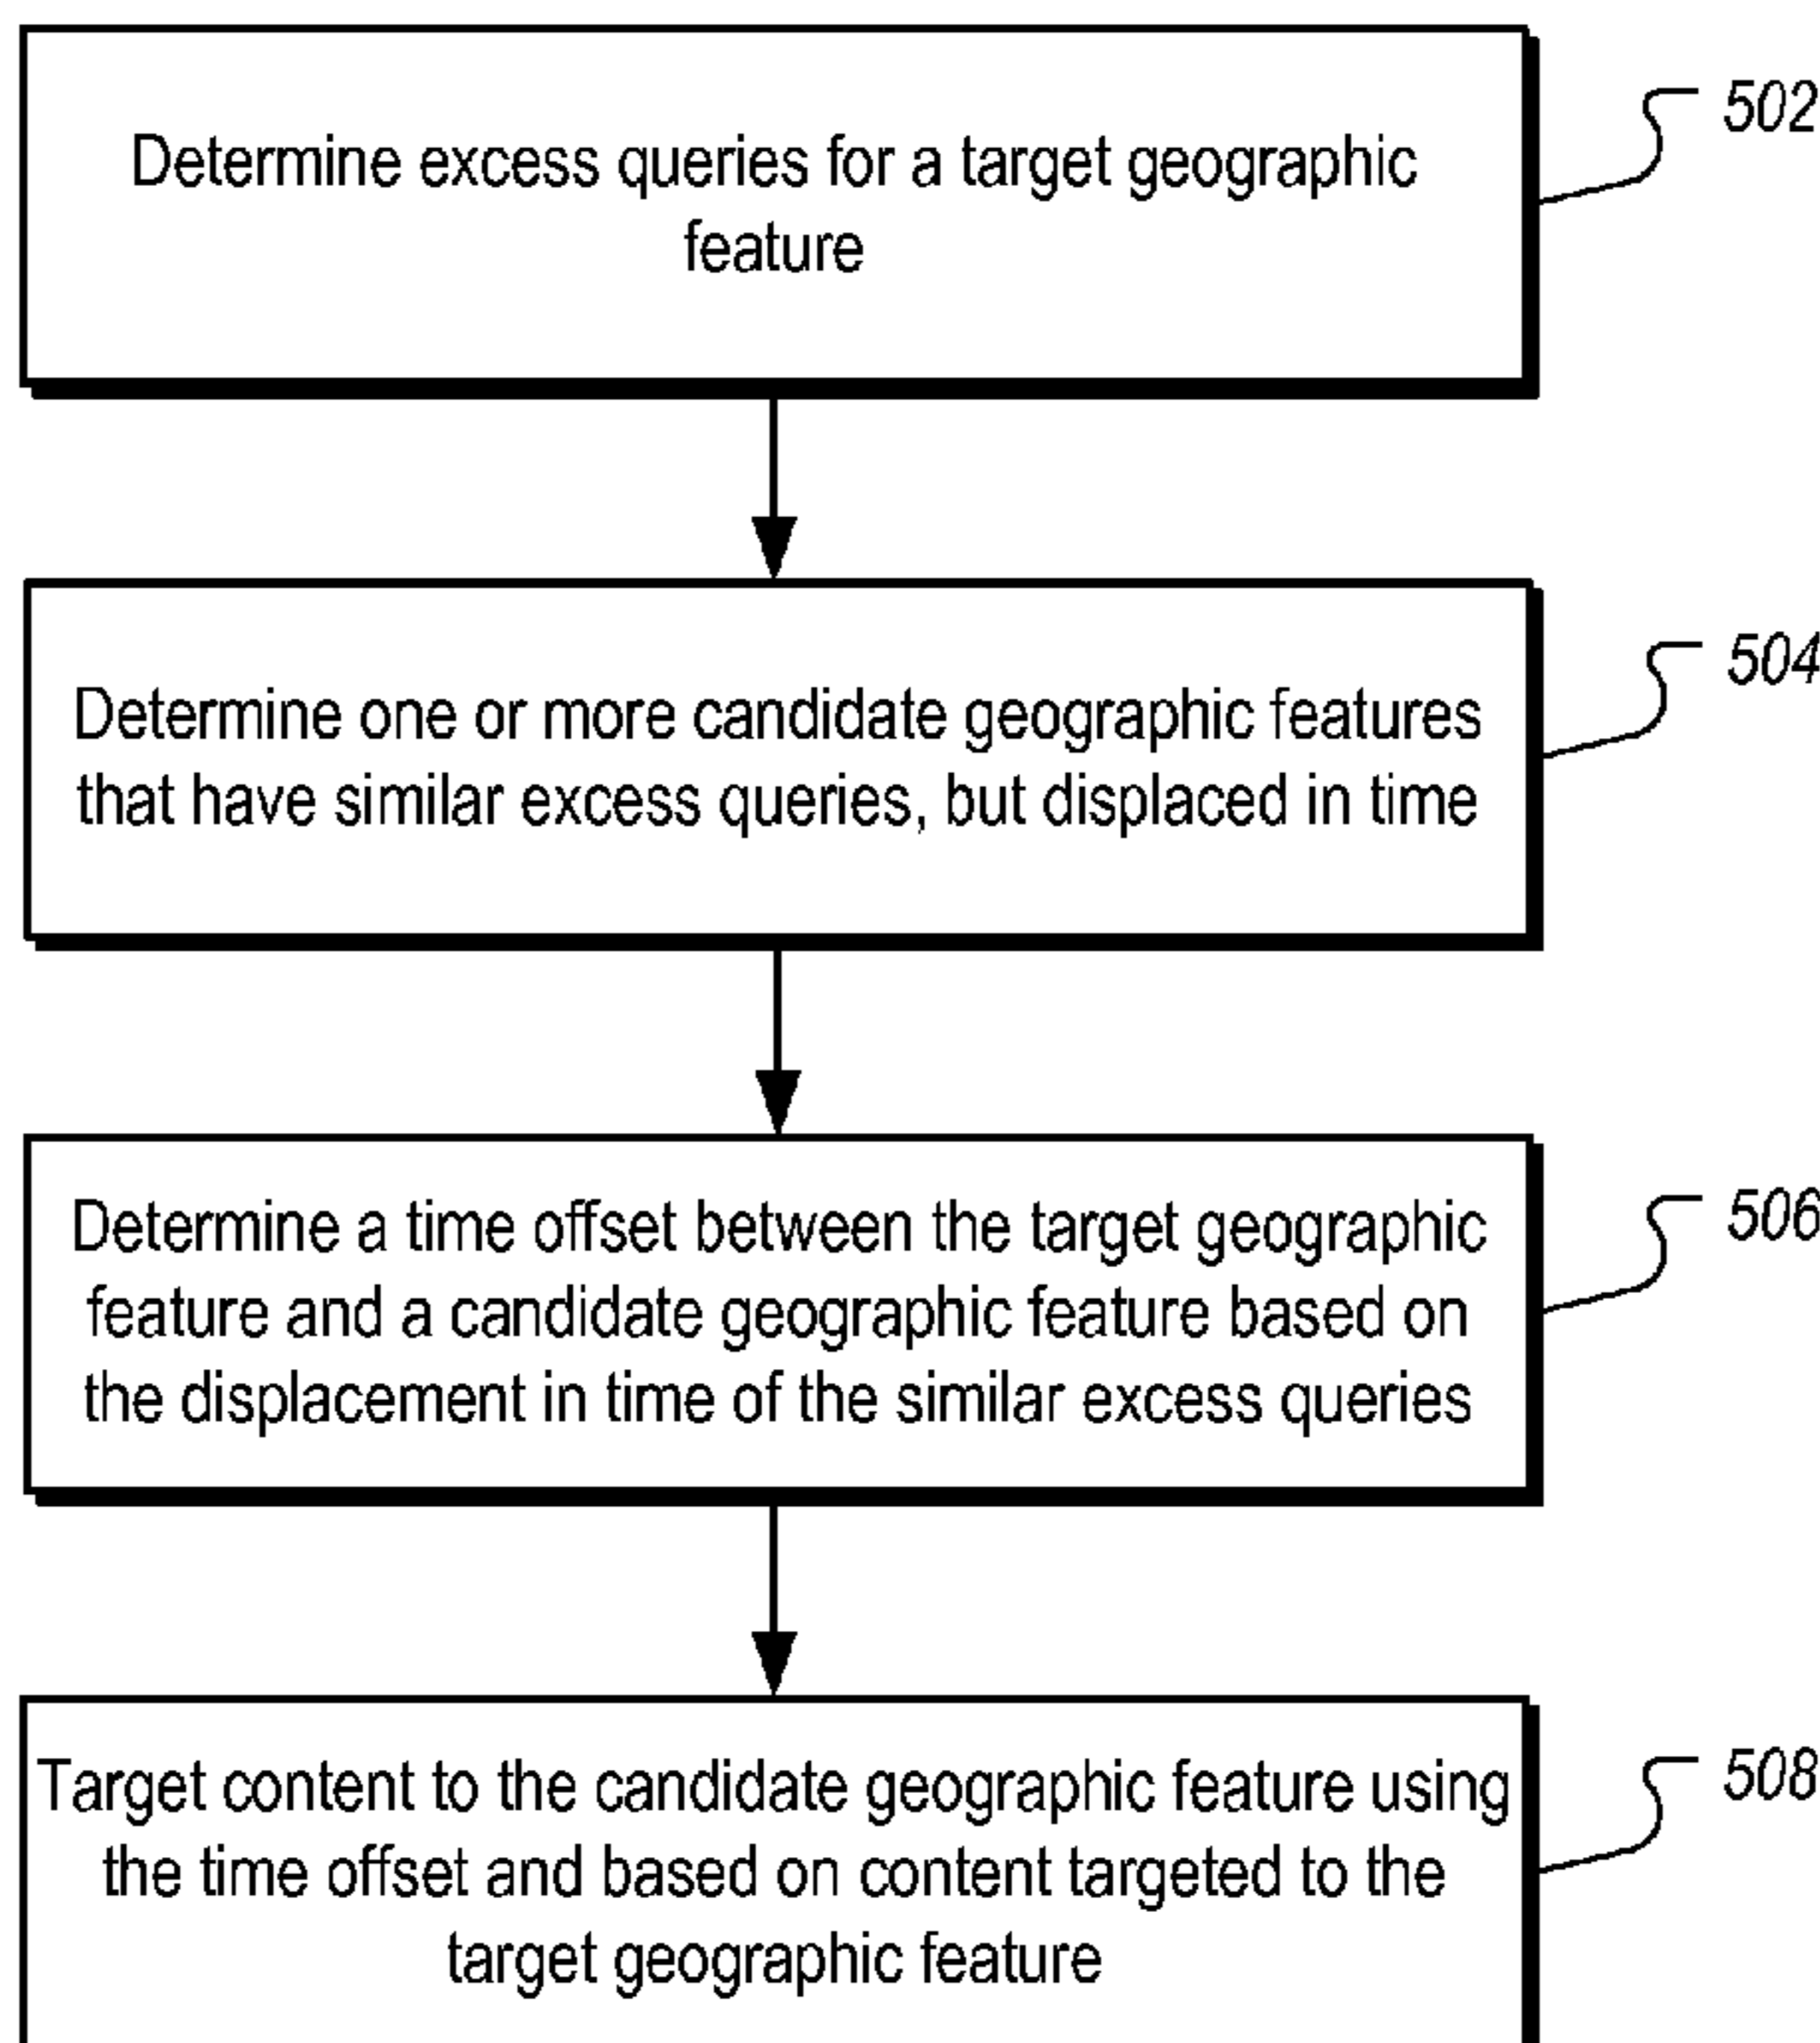 Determine excess queries for a target geographic
feature
502
Determine one or more candidate geographic features
that have similar excess queries, but displaced in time
504
Determine a time offset between the target geographic
feature and a candidate geographic feature based on
the displacement in time of the similar excess queries
506
Target content to the candidate geographic feature using
the time offset and based on content targeted to the
target geographic feature
508